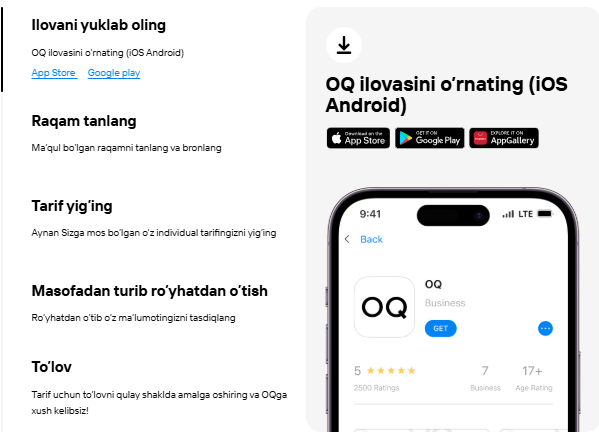 Ilovani yuklab oling
OQ ilovasini o‘rnating (iOS Android)
App Store Google play
Raqam tanlang
Ma'qul bo'lgan raqamni tanlang va bronlang
Tarif yig‘ing
Aynan Sizga mos bo'lgan o'z individual tarifingizni yig'ing
Masofadan turib ro‘yhatdan o‘tish
Ro'yhatdan o'tib o'z ma'lumotingizni tasdiqlang
To‘lov
Tarif uchun to'lovni qulay shaklda amalga oshiring va OQga
xush kelibsiz!
OQ ilovasini o‘rnating (iOS
Android)
Download on the
App Store
GET IT ON
Google Play
EXPLORE IT ON
AppGallery
9:41
LTE
Back
OQ
OQ
Business
GET
5
2500 Ratings
7
Business
17+
Age Rating